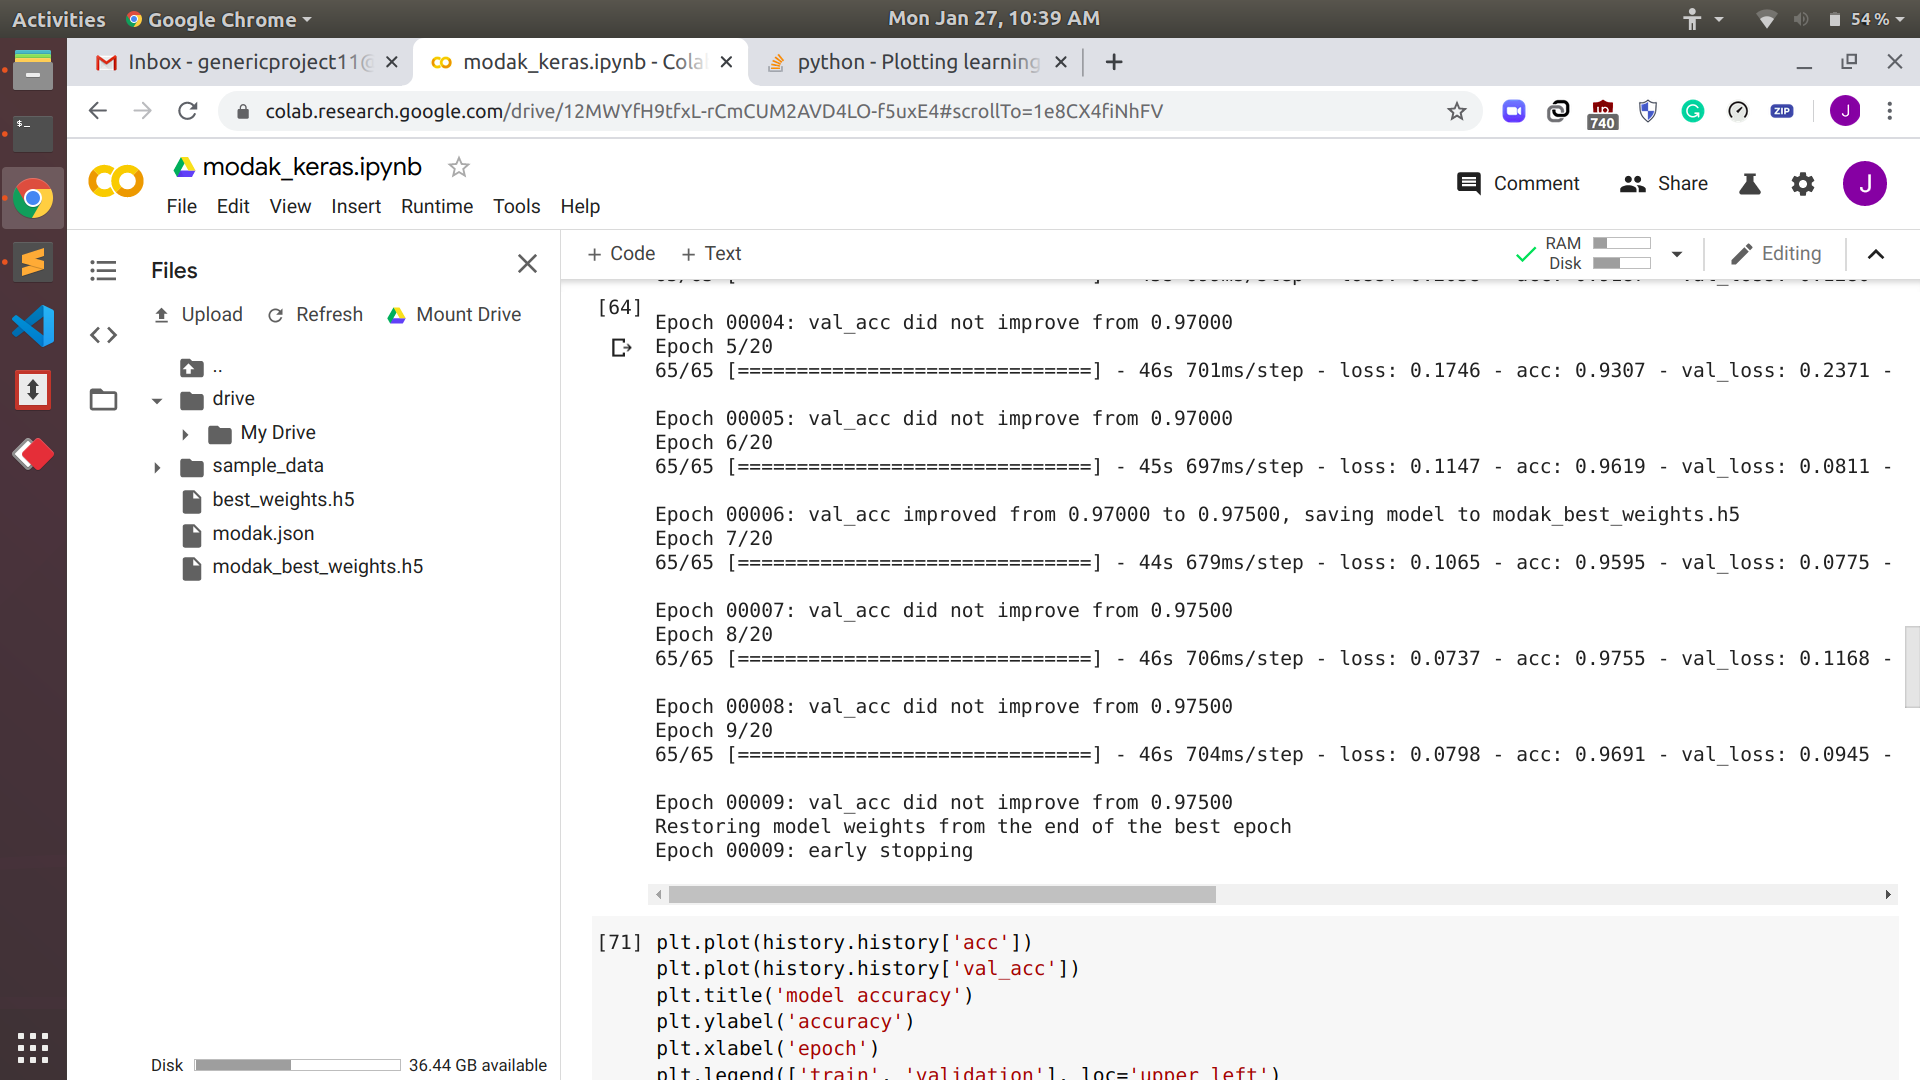 Activities Google Chrome Mon Jan 27, 10:39 AM 54 %
Inbox - genericproject11@ modak_keras.ipynb - Cola python - Plotting learning
colab.research.google.com/drive/12MWYfH9tfxL-rCmCUM2AVD4LO-f5uxE4#scrollTo=1e8CX4fiNhFV 740 ZIP J
modak_keras.ipynb
File Edit View Insert Runtime Tools Help
Comment Share J
+ Code + Text RAM Disk Editing
Files
Upload Refresh Mount Drive
..
drive
My Drive
sample_data
best_weights.h5
modak.json
modak_best_weights.h5
Disk 36.44 GB available
[64]
Epoch 00004: val_acc did not improve from 0.97000
Epoch 5/20
65/65 [==============================] - 46s 701ms/step - loss: 0.1746 - acc: 0.9307 - val_loss: 0.2371 -
Epoch 00005: val_acc did not improve from 0.97000
Epoch 6/20
65/65 [==============================] - 45s 697ms/step - loss: 0.1147 - acc: 0.9619 - val_loss: 0.0811 -
Epoch 00006: val_acc improved from 0.97000 to 0.97500, saving model to modak_best_weights.h5
Epoch 7/20
65/65 [==============================] - 44s 679ms/step - loss: 0.1065 - acc: 0.9595 - val_loss: 0.0775 -
Epoch 00007: val_acc did not improve from 0.97500
Epoch 8/20
65/65 [==============================] - 46s 706ms/step - loss: 0.0737 - acc: 0.9755 - val_loss: 0.1168 -
Epoch 00008: val_acc did not improve from 0.97500
Epoch 9/20
65/65 [==============================] - 46s 704ms/step - loss: 0.0798 - acc: 0.9691 - val_loss: 0.0945 -
Epoch 00009: val_acc did not improve from 0.97500
Restoring model weights from the end of the best epoch
Epoch 00009: early stopping
[71] plt.plot(history.history['acc'])
plt.plot(history.history['val_acc'])
plt.title('model accuracy')
plt.ylabel('accuracy')
plt.xlabel('epoch')
plt.legend(['train', 'validation'], loc='upper left')